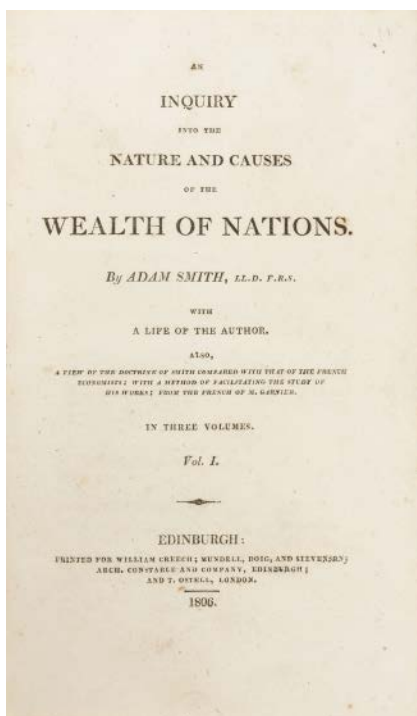 AN
INQUIRY
INTO THE
NATURE AND CAUSES
OF THE
WEALTH OF NATIONS.
By ADAM SMITH, LL.D. F.R.S.
WITH
A LIFE OF THE AUTHOR.
ALSO,
A VIEW OF THE DOCTRINE OF SMITH COMPARED WITH THAT OF THE FRENCH
ECONOMISTS; WITH A METHOD OF FACILITATING THE STUDY OF
HIS WORKS; FROM THE FRENCH OF M. GARNIER.
IN THREE VOLUMES.
Vol. I.
EDINBURGH:
PRINTED FOR WILLIAM CREECH; MUNDELL, DOIG, AND STEVENSON;
ARCH. CONSTABLE AND COMPANY, EDINBURGH;
AND T. OSTELL, LONDON.
1806.